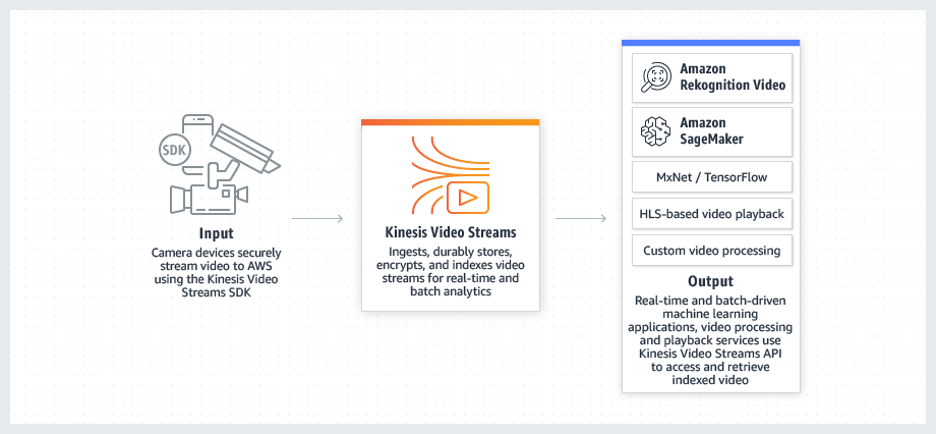 SDK
Input
Camera devices securely
stream video to AWS
using the Kinesis Video
Streams SDK
Kinesis Video Streams
Ingests, durably stores,
encrypts, and indexes video
streams for real-time and
batch analytics
Amazon
Rekognition Video
Amazon
SageMaker
MxNet / TensorFlow
HLS-based video playback
Custom video processing
Output
Real-time and batch-driven
machine learning
applications, video processing
and playback services use
Kinesis Video Streams API
to access and retrieve
indexed video